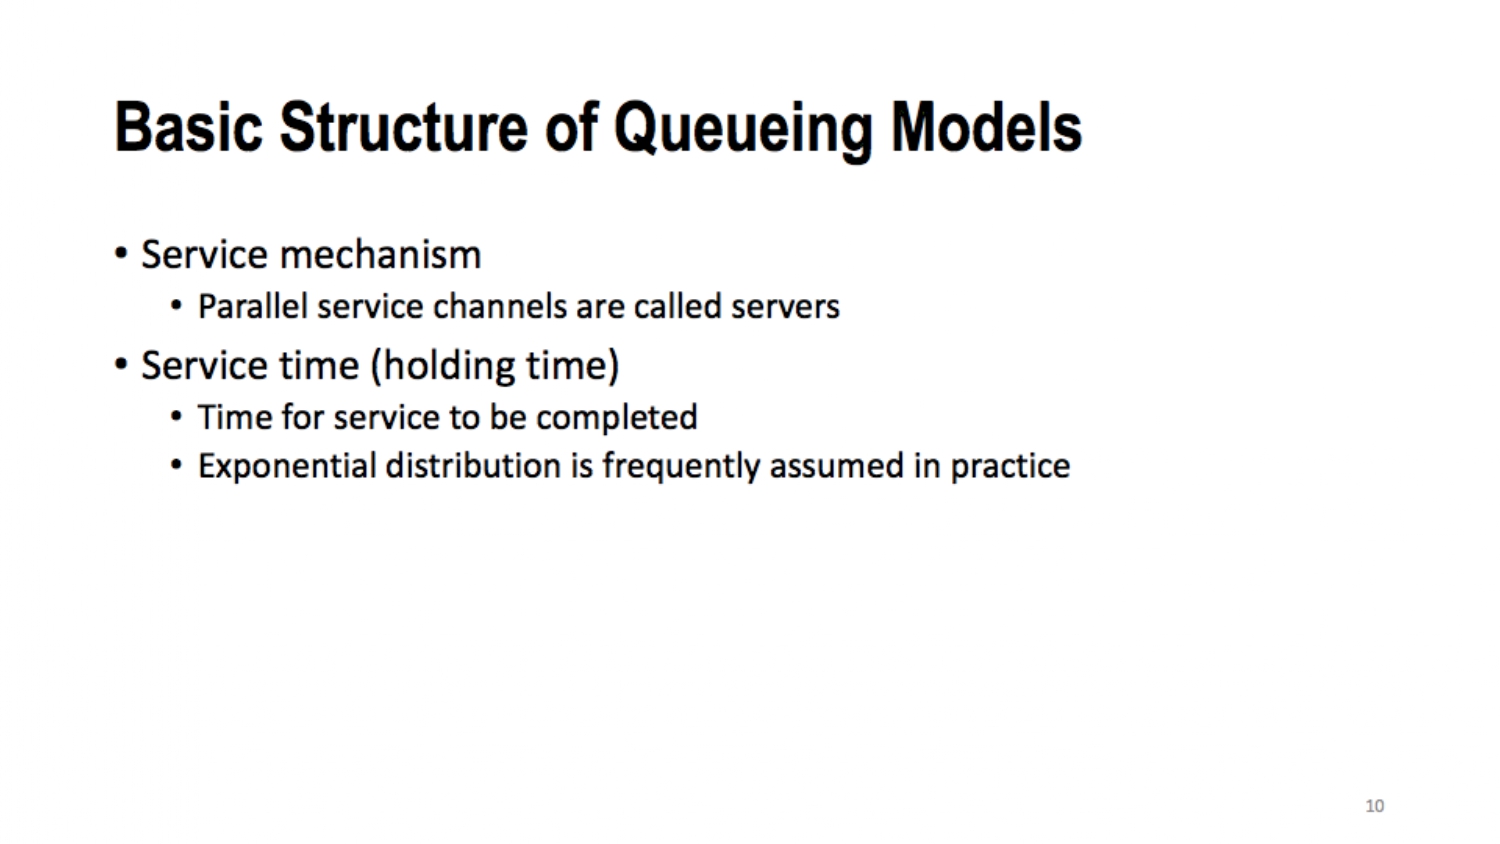 Basic Structure of Queueing Models
• Service mechanism
• Parallel service channels are called servers
• Service time (holding time)
• Time for service to be completed
• Exponential distribution is frequently assumed in practice
10